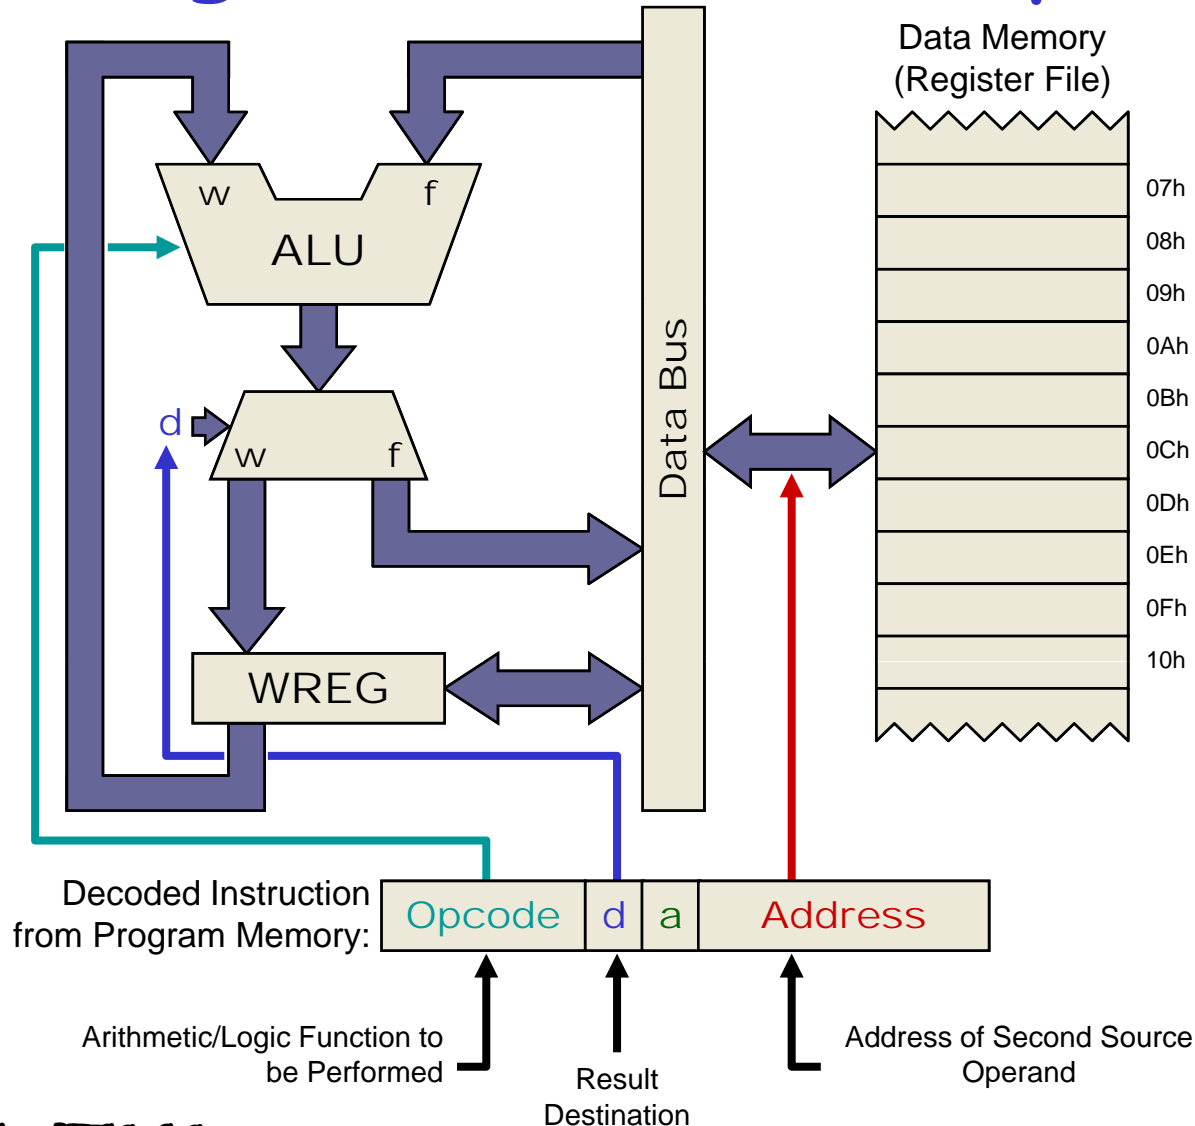 Data Memory
(Register File)
w
f
ALU
07h
08h
09h
0Ah
0Bh
0Ch
0Dh
0Eh
0Fh
10h
Data Bus
d
w
f
WREG
Decoded Instruction
from Program Memory:
Opcode
d
a
Address
Arithmetic/Logic Function to
be Performed
Result
Destination
Address of Second Source
Operand